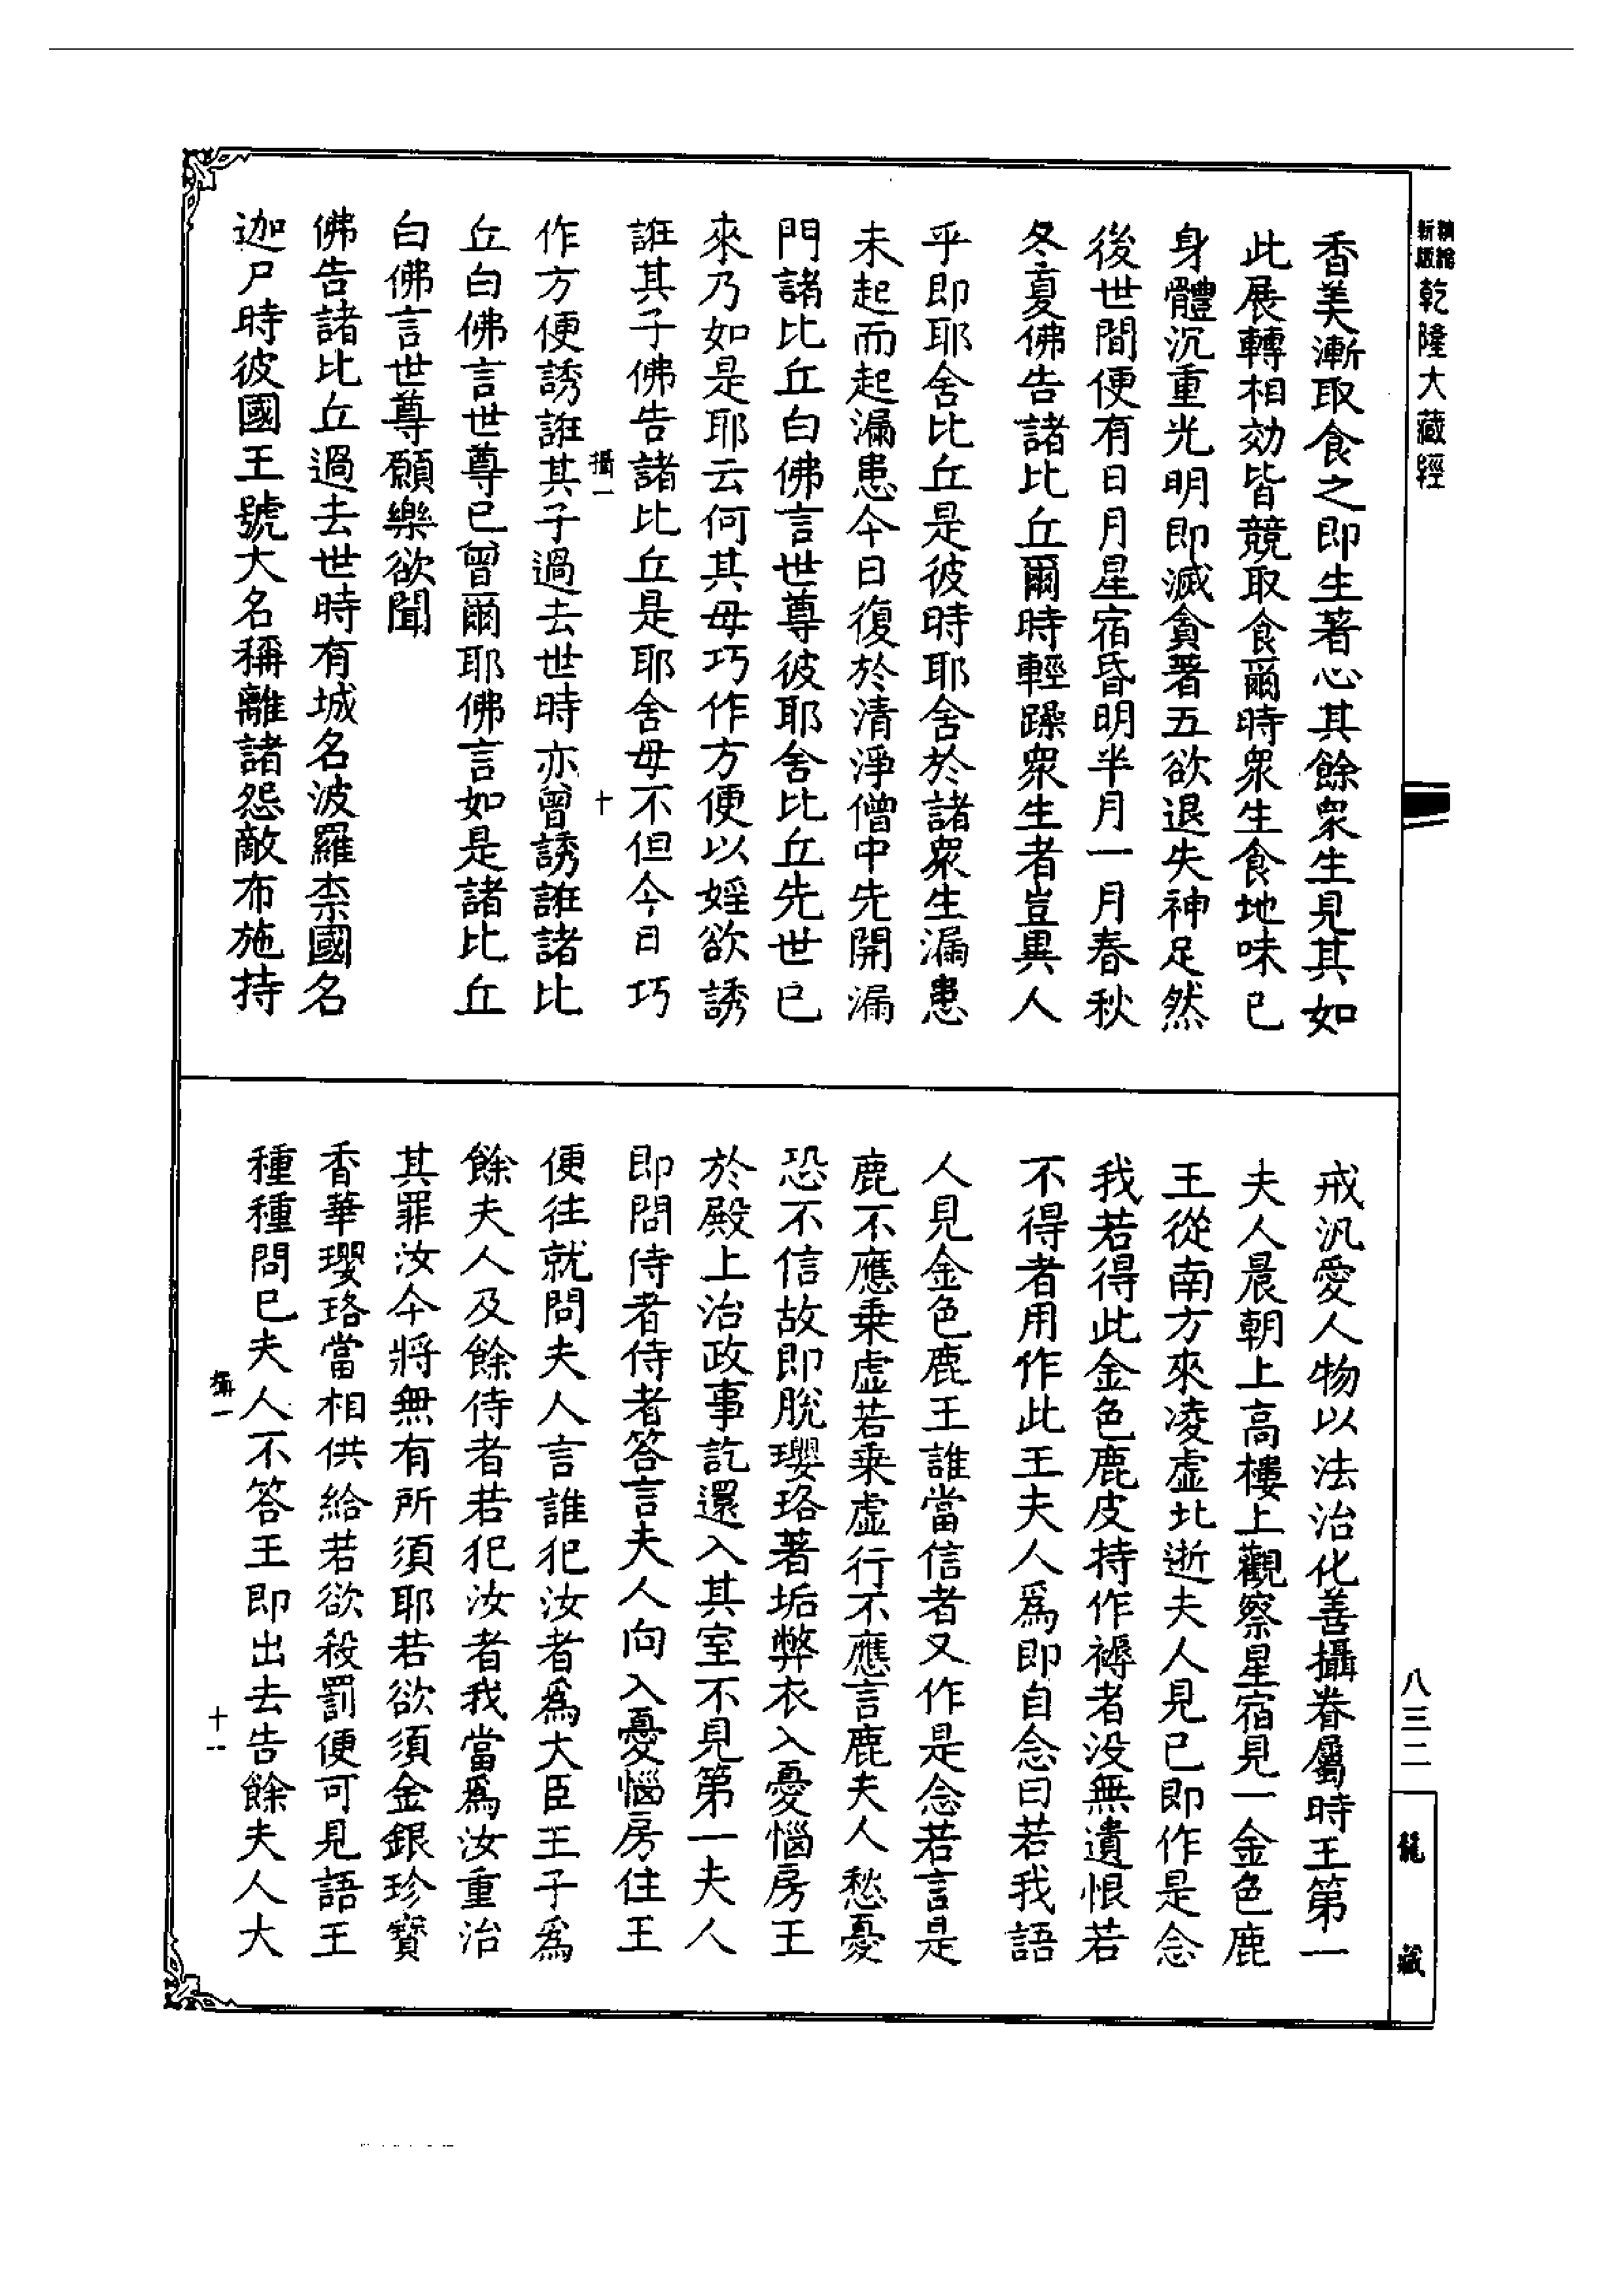 新版
精縮
乾隆大藏經
香美漸取食之即生著心其餘衆生見其如
此展轉相効皆競取食爾時衆生食地味已
身體沉重光明即滅貪著五欲退失神足然
後世間便有日月星宿昏明半月一月春秋
冬夏佛告諸比丘爾時輕躁衆生者豈異人
乎即耶舍比丘是彼時耶舍於諸衆生漏患
未起而起漏患今日復於清淨僧中先開漏
門諸比丘白佛言世尊彼耶舍比丘先世已
來乃如是耶云何其母巧作方便以婬欲誘
誑其子佛告諸比丘是耶舍母不但今日巧
攝一
十
作方便誘誑其子過去世時亦曾誘誑諸比
丘白佛言世尊已曾爾耶佛言如是諸比丘
白佛言世尊願樂欲聞
佛告諸比丘過去世時有城名波羅柰國名
迦尸時彼國王號大名稱離諸怨敵布施持
戒汎愛人物以法治化善攝眷屬時王第一
夫人晨朝上高樓上觀察星宿見一金色鹿
王從南方來凌虛北逝夫人見已即作是念
我若得此金色鹿皮持作褥者没無遺恨若
不得者用作此王夫人爲即自念曰若我語
人見金色鹿王誰當信者又作是念若言是
鹿不應乗虛若乗虛行不應言鹿夫人愁憂
恐不信故即脫瓔珞著垢弊衣入憂惱房王
於殿上治政事訖還入其室不見第一夫人
即問侍者侍者答言夫人向入憂惱房住王
便往就問夫人言誰犯汝者爲大臣王子爲
餘夫人及餘侍者若犯汝者我當爲汝重治
其罪汝今將無有所須耶若欲須金銀珍寳
香華瓔珞當相供給若欲殺罰便可見語王
種種問已夫人不答王即出去告餘夫人大
攝一
十一
八三二
龍藏